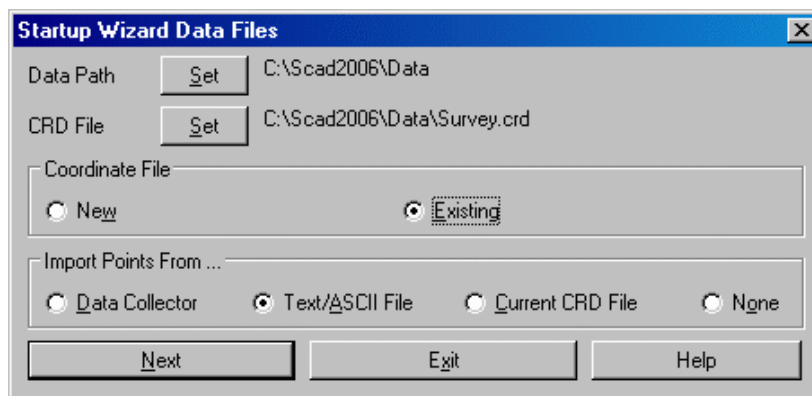 Startup Wizard Data Files
Data Path Set C:\Scad2006\Data
CRD File Set C:\Scad2006\Data\Survey.crd
Coordinate File
New Existing
Import Points From ...
Data Collector Text/ASCII File Current CRD File None
Next Exit Help